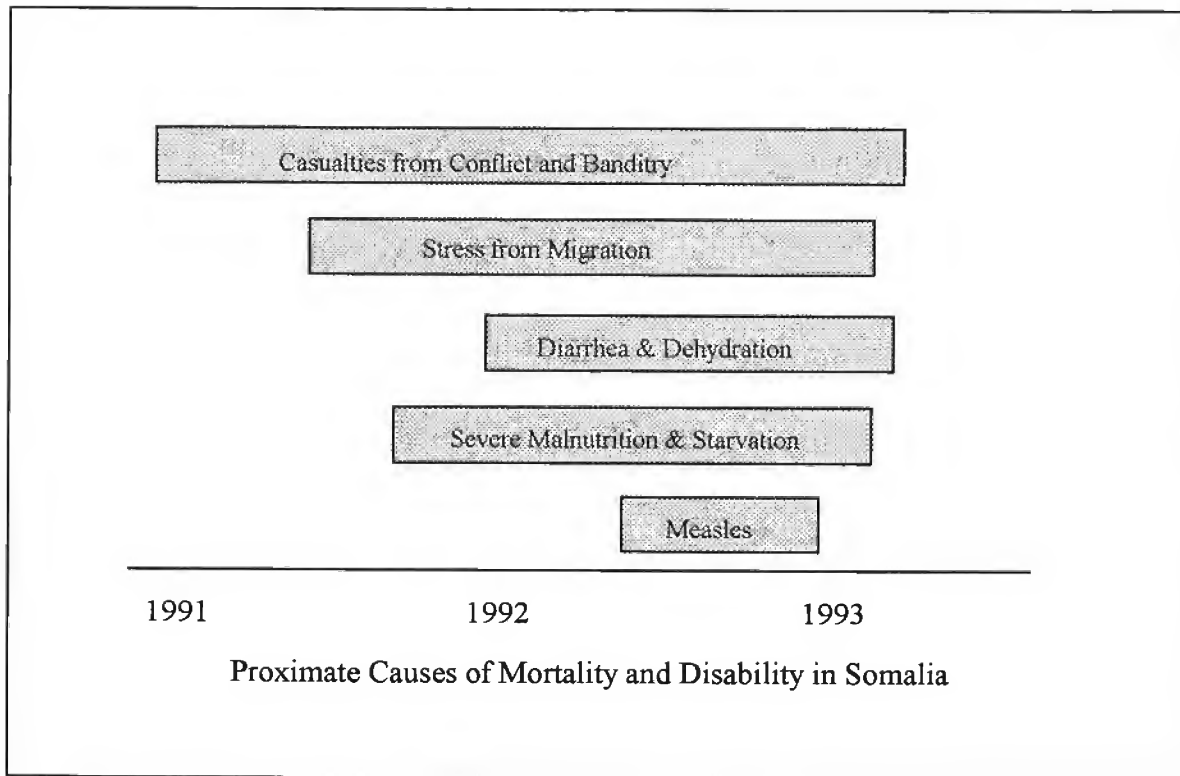 Casualties from Conflict and Banditry
Stress from Migration
Diarrhea & Dehydration
Severe Malnutrition & Starvation
Measles
1991 1992 1993
Proximate Causes of Mortality and Disability in Somalia